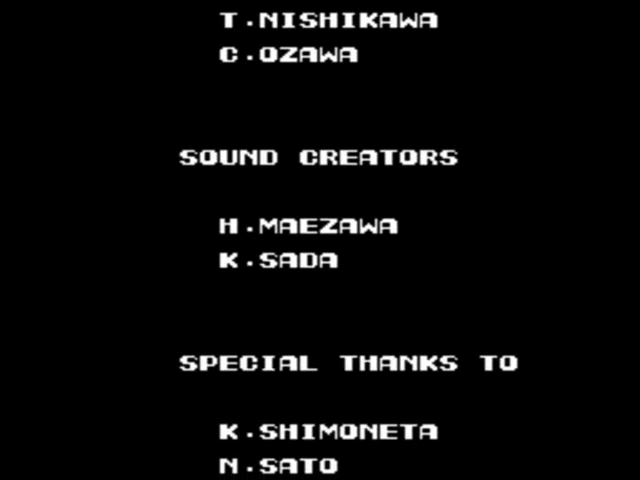 T.NISHIKAWA
C.OZAWA
SOUND CREATORS
H.MAEZAWA
K.SADA
SPECIAL THANKS TO
K.SHIMONETA
N.SATO